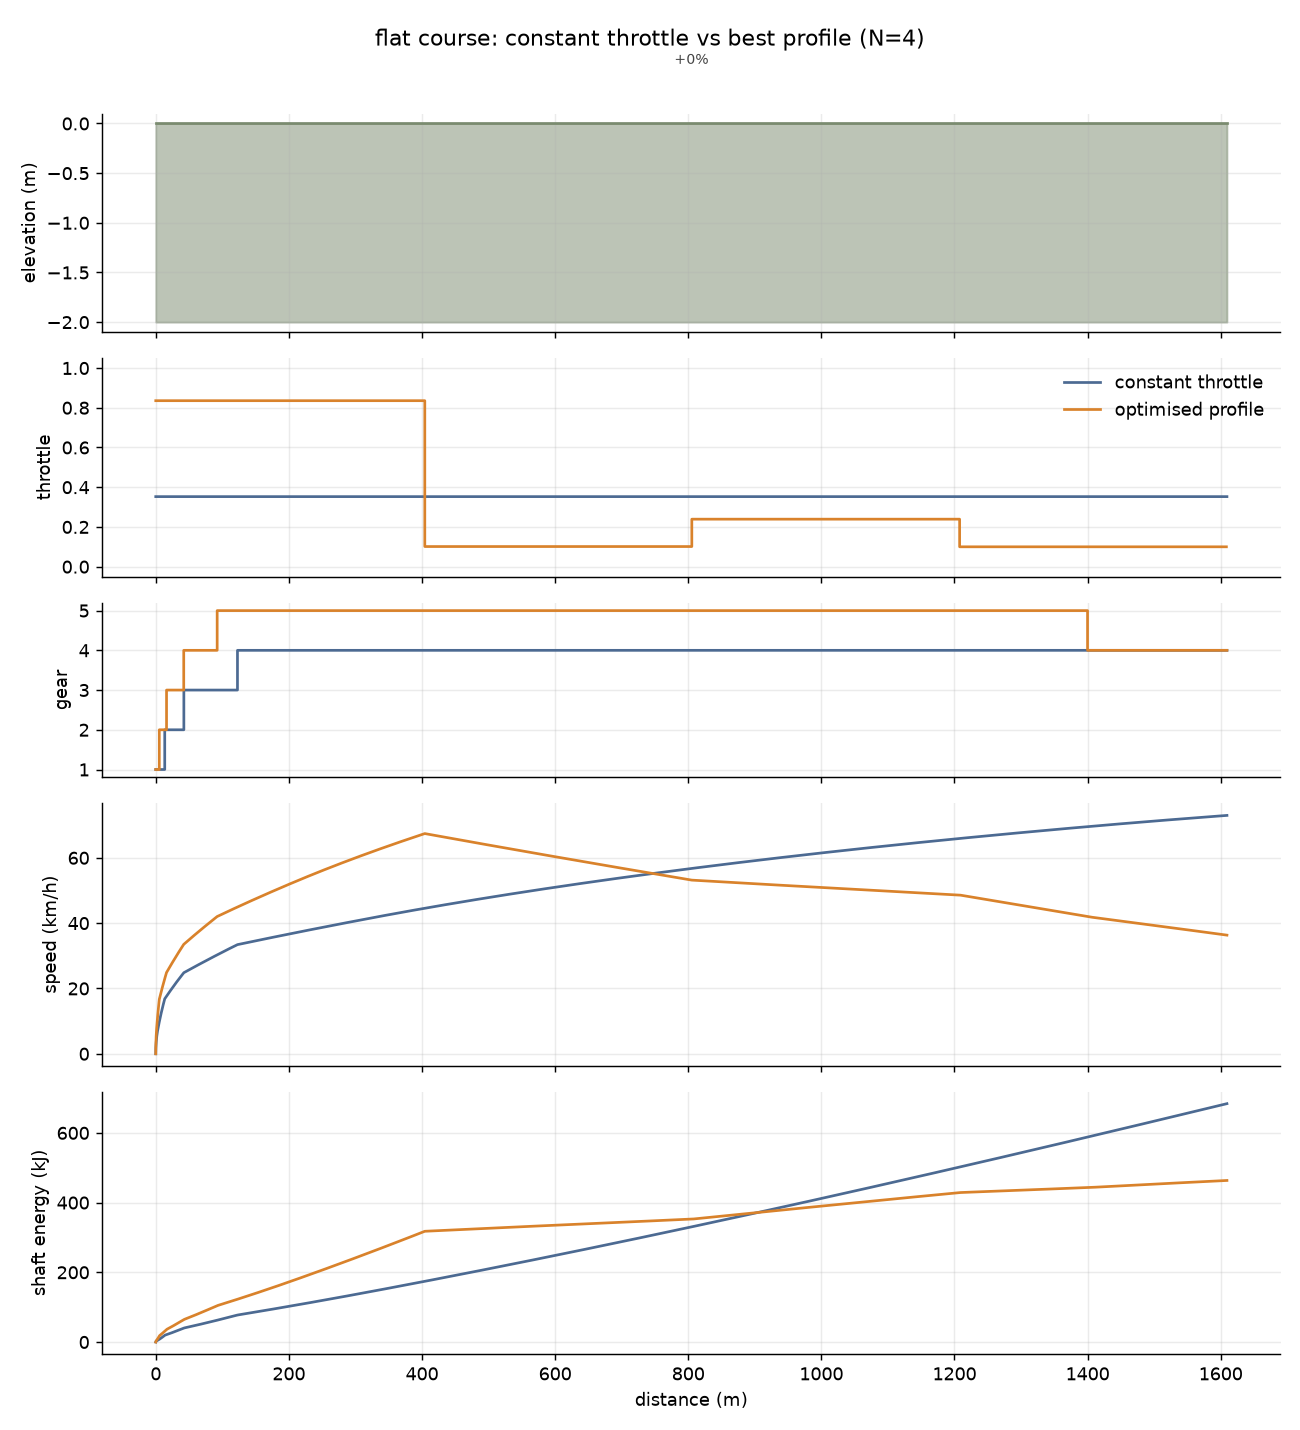 flat course: constant throttle vs best profile (N=4)
+0%
elevation (m)
0.0
−0.5
−1.0
−1.5
−2.0
throttle
1.0
0.8
0.6
0.4
0.2
0.0
constant throttle
optimised profile
gear
5
4
3
2
1
speed (km/h)
60
40
20
0
shaft energy (kJ)
600
400
200
0
0 200 400 600 800 1000 1200 1400 1600
distance (m)